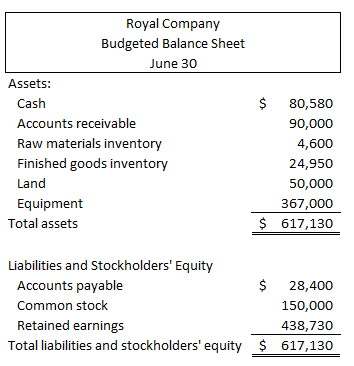 Royal Company
Budgeted Balance Sheet
June 30
Assets:
Cash $ 80,580
Accounts receivable 90,000
Raw materials inventory 4,600
Finished goods inventory 24,950
Land 50,000
Equipment 367,000
Total assets $ 617,130
Liabilities and Stockholders' Equity
Accounts payable $ 28,400
Common stock 150,000
Retained earnings 438,730
Total liabilities and stockholders' equity $ 617,130